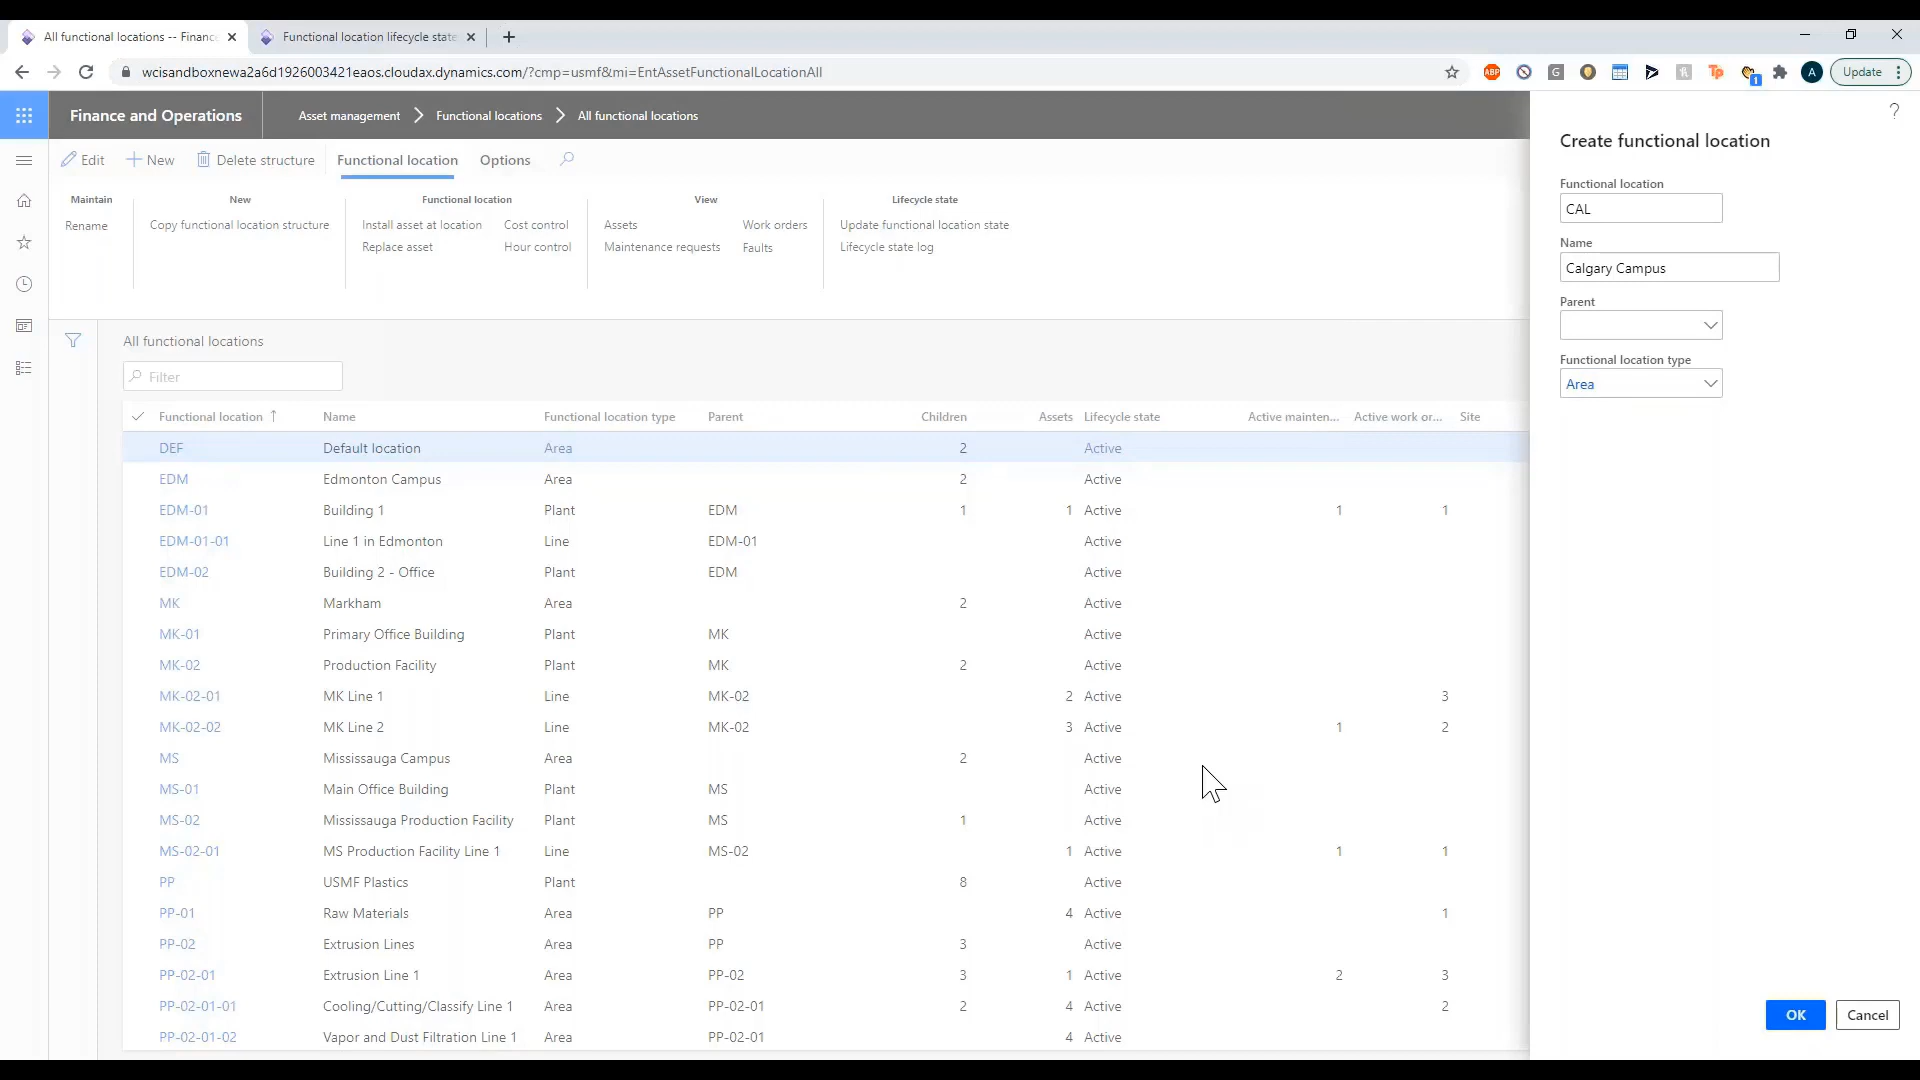 All functional locations -- Financ
Functional location lifecycle state
wcisandboxnewa2a6d1926003421eaos.cloudax.dynamics.com/?cmp=usmf&mi=EntAssetFunctionalLocationAll
ABP
G
Tp
1
A
Update
Finance and Operations
Asset management
Functional locations
All functional locations
?
Edit
New
Delete structure
Functional location
Options
Maintain
New
Functional location
View
Lifecycle state
Rename
Copy functional location structure
Install asset at location
Cost control
Assets
Work orders
Update functional location state
Replace asset
Hour control
Maintenance requests
Faults
Lifecycle state log
All functional locations
Filter
Functional location Name Functional location type Parent Children Assets Lifecycle state Active mainten... Active work or... Site
DEF Default location Area 2 Active
EDM Edmonton Campus Area 2 Active
EDM-01 Building 1 Plant EDM 1 1 Active 1 1
EDM-01-01 Line 1 in Edmonton Line EDM-01 Active
EDM-02 Building 2 - Office Plant EDM Active
MK Markham Area 2 Active
MK-01 Primary Office Building Plant MK Active
MK-02 Production Facility Plant MK 2 Active
MK-02-01 MK Line 1 Line MK-02 2 Active 3
MK-02-02 MK Line 2 Line MK-02 3 Active 1 2
MS Mississauga Campus Area 2 Active
MS-01 Main Office Building Plant MS Active
MS-02 Mississauga Production Facility Plant MS 1 Active
MS-02-01 MS Production Facility Line 1 Line MS-02 1 Active 1 1
PP USMF Plastics Plant 8 Active
PP-01 Raw Materials Area PP 4 Active 1
PP-02 Extrusion Lines Area PP 3 Active
PP-02-01 Extrusion Line 1 Area PP-02 3 1 Active 2 3
PP-02-01-01 Cooling/Cutting/Classify Line 1 Area PP-02-01 2 4 Active 2
PP-02-01-02 Vapor and Dust Filtration Line 1 Area PP-02-01 4 Active
Create functional location
Functional location
CAL
Name
Calgary Campus
Parent
Functional location type
Area
OK
Cancel